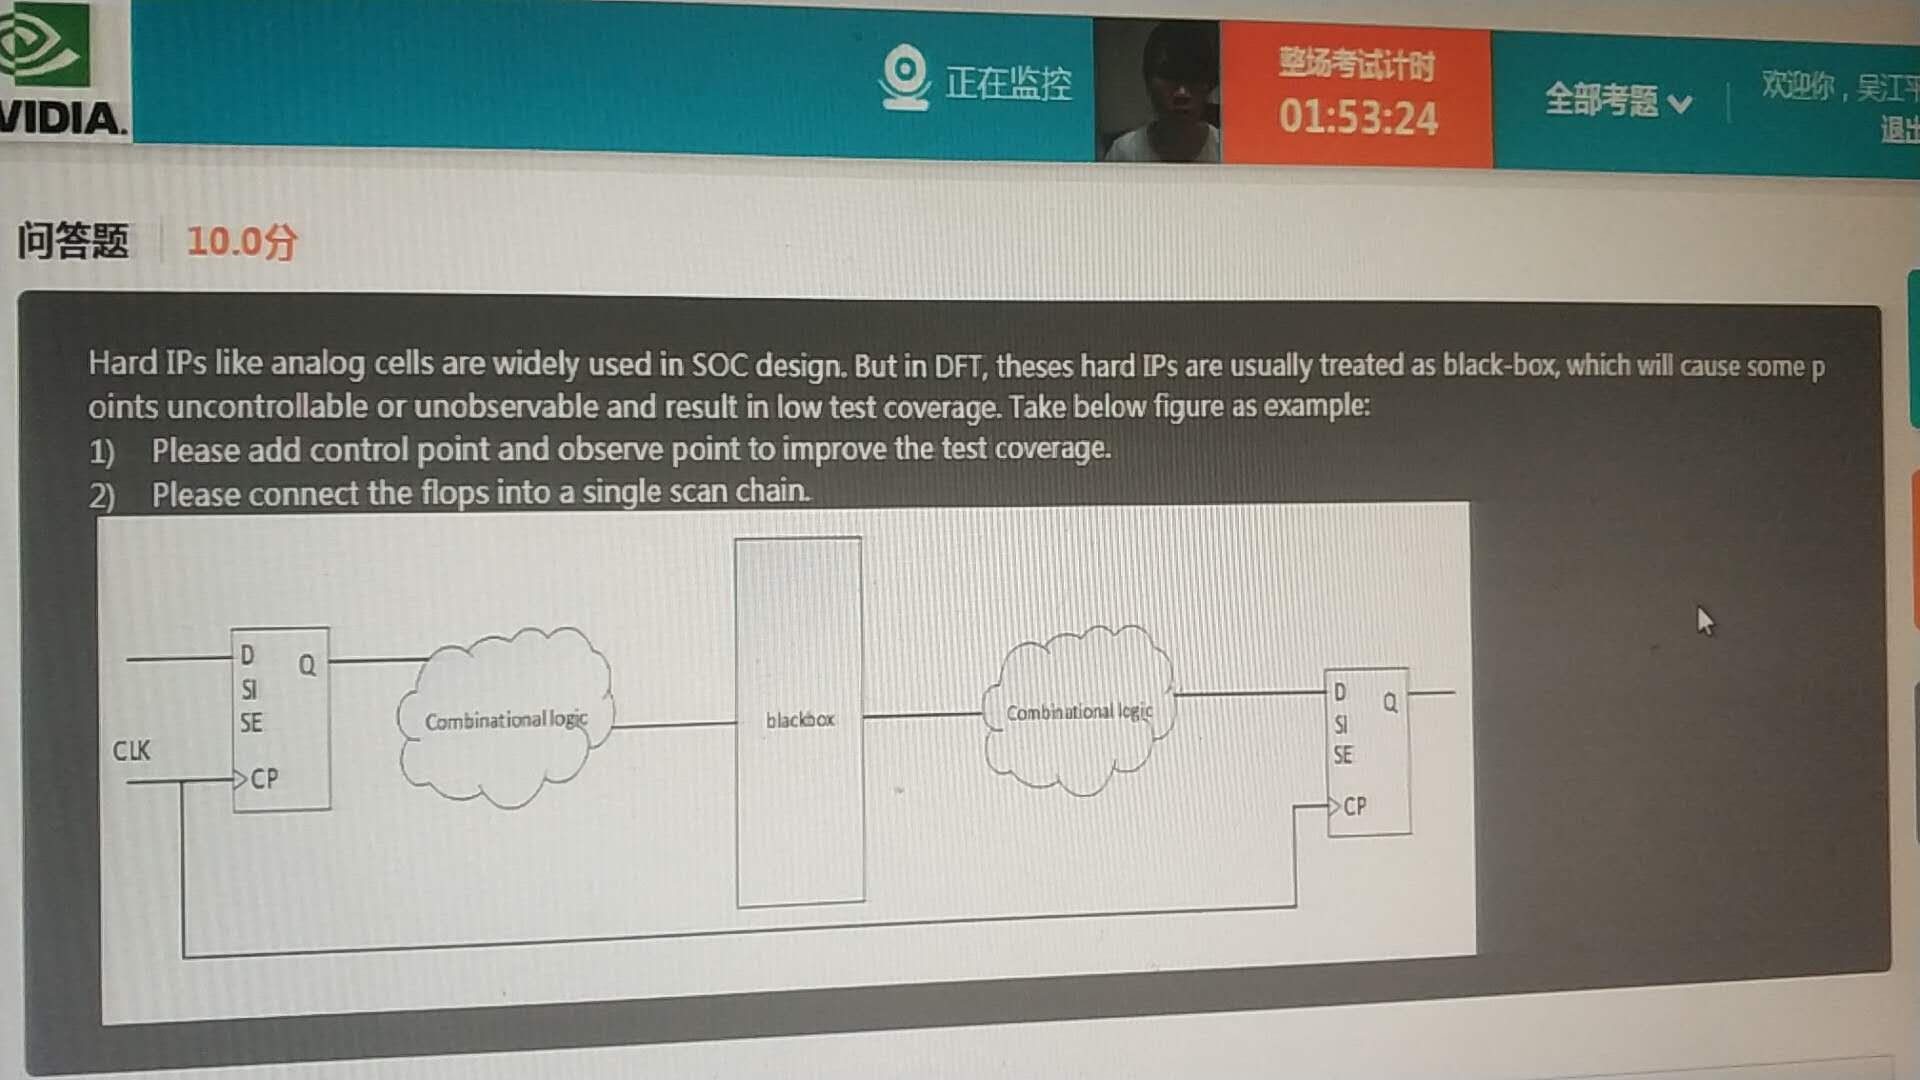 VIDIA.
正在监控
整场考试计时
01:53:24
全部考题
欢迎你，吴江平
退出
问答题
10.0分
Hard IPs like analog cells are widely used in SOC design. But in DFT, theses hard IPs are usually treated as black-box, which will cause some p
oints uncontrollable or unobservable and result in low test coverage. Take below figure as example:
1) Please add control point and observe point to improve the test coverage.
2) Please connect the flops into a single scan chain.
D
Q
SI
SE
CLK
CP
Combinational logic
blackbox
Combinational logic
D
Q
SI
SE
CP